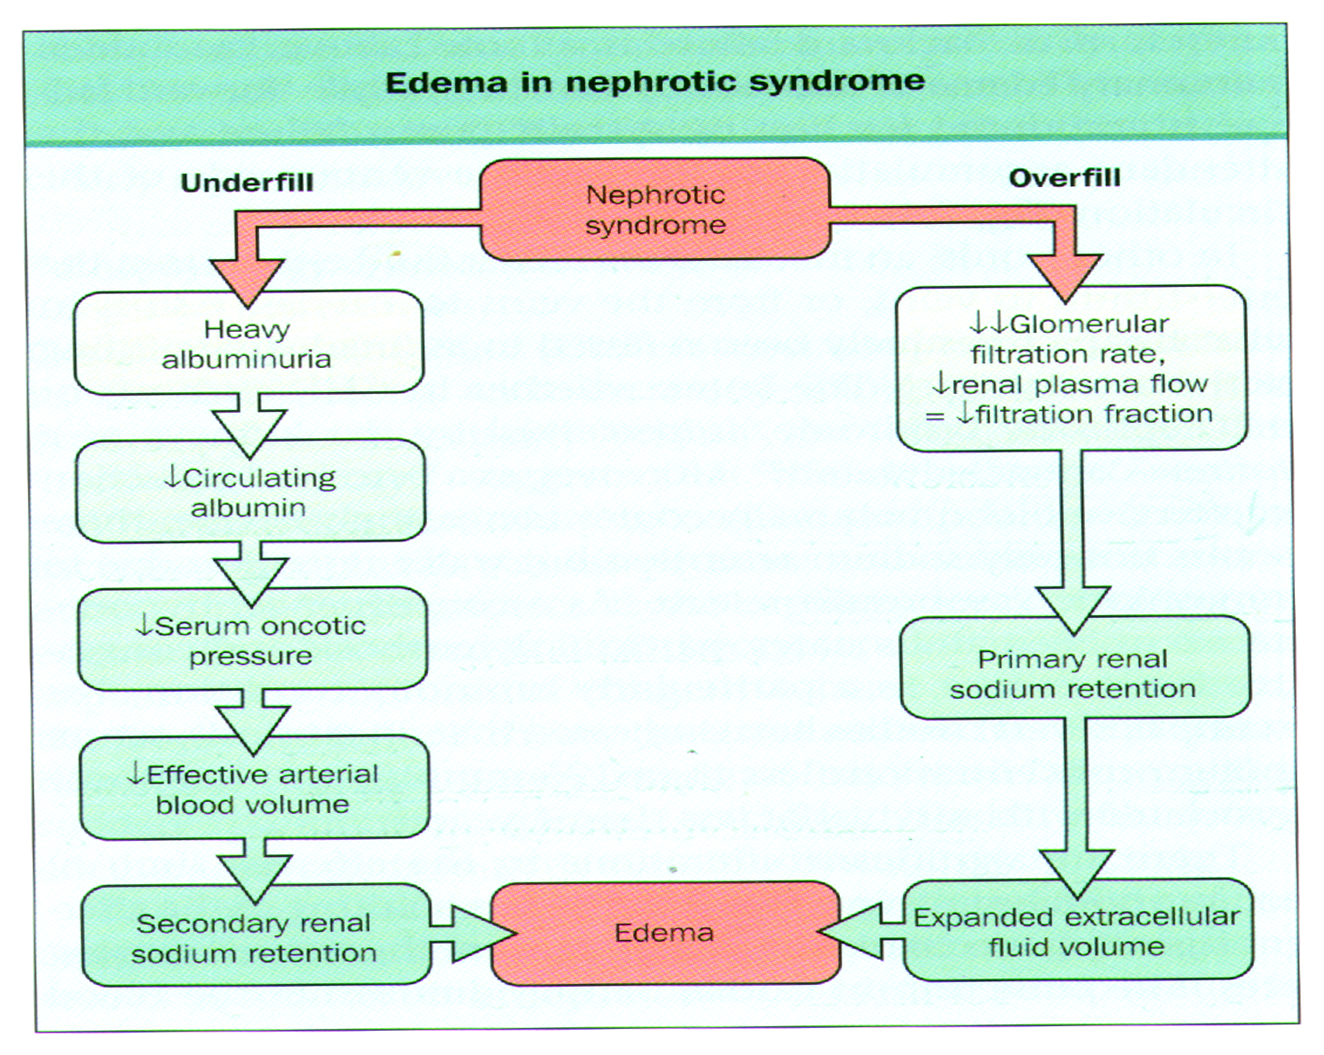 Edema in nephrotic syndrome
Underfill
Nephrotic
syndrome
Overfill
Heavy
albuminuria
↓Circulating
albumin
↓Serum oncotic
pressure
↓Effective arterial
blood volume
Secondary renal
sodium retention
↓↓Glomerular
filtration rate,
↓renal plasma flow
= ↓filtration fraction
Primary renal
sodium retention
Expanded extracellular
fluid volume
Edema